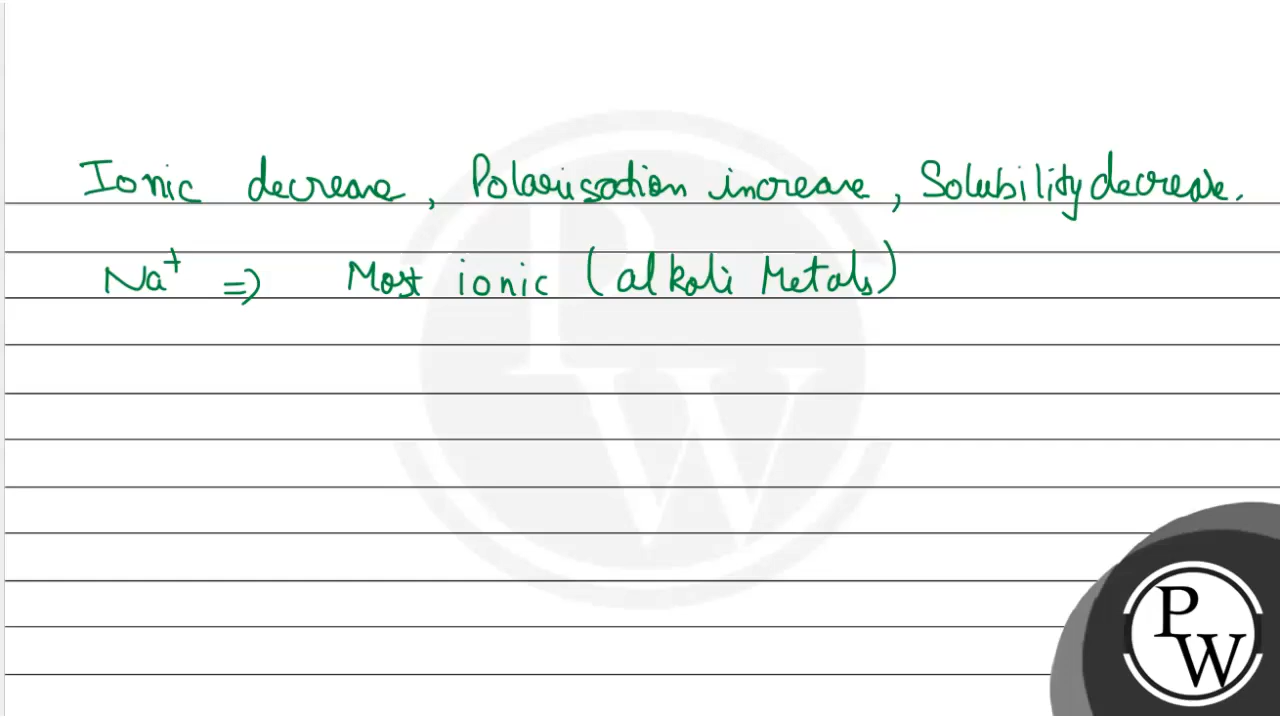 Ionic decrease, Polarisation increase, Solubility decrease.
Na⁺ ⇒ Most ionic (alkali Metals)
P
W
P
W